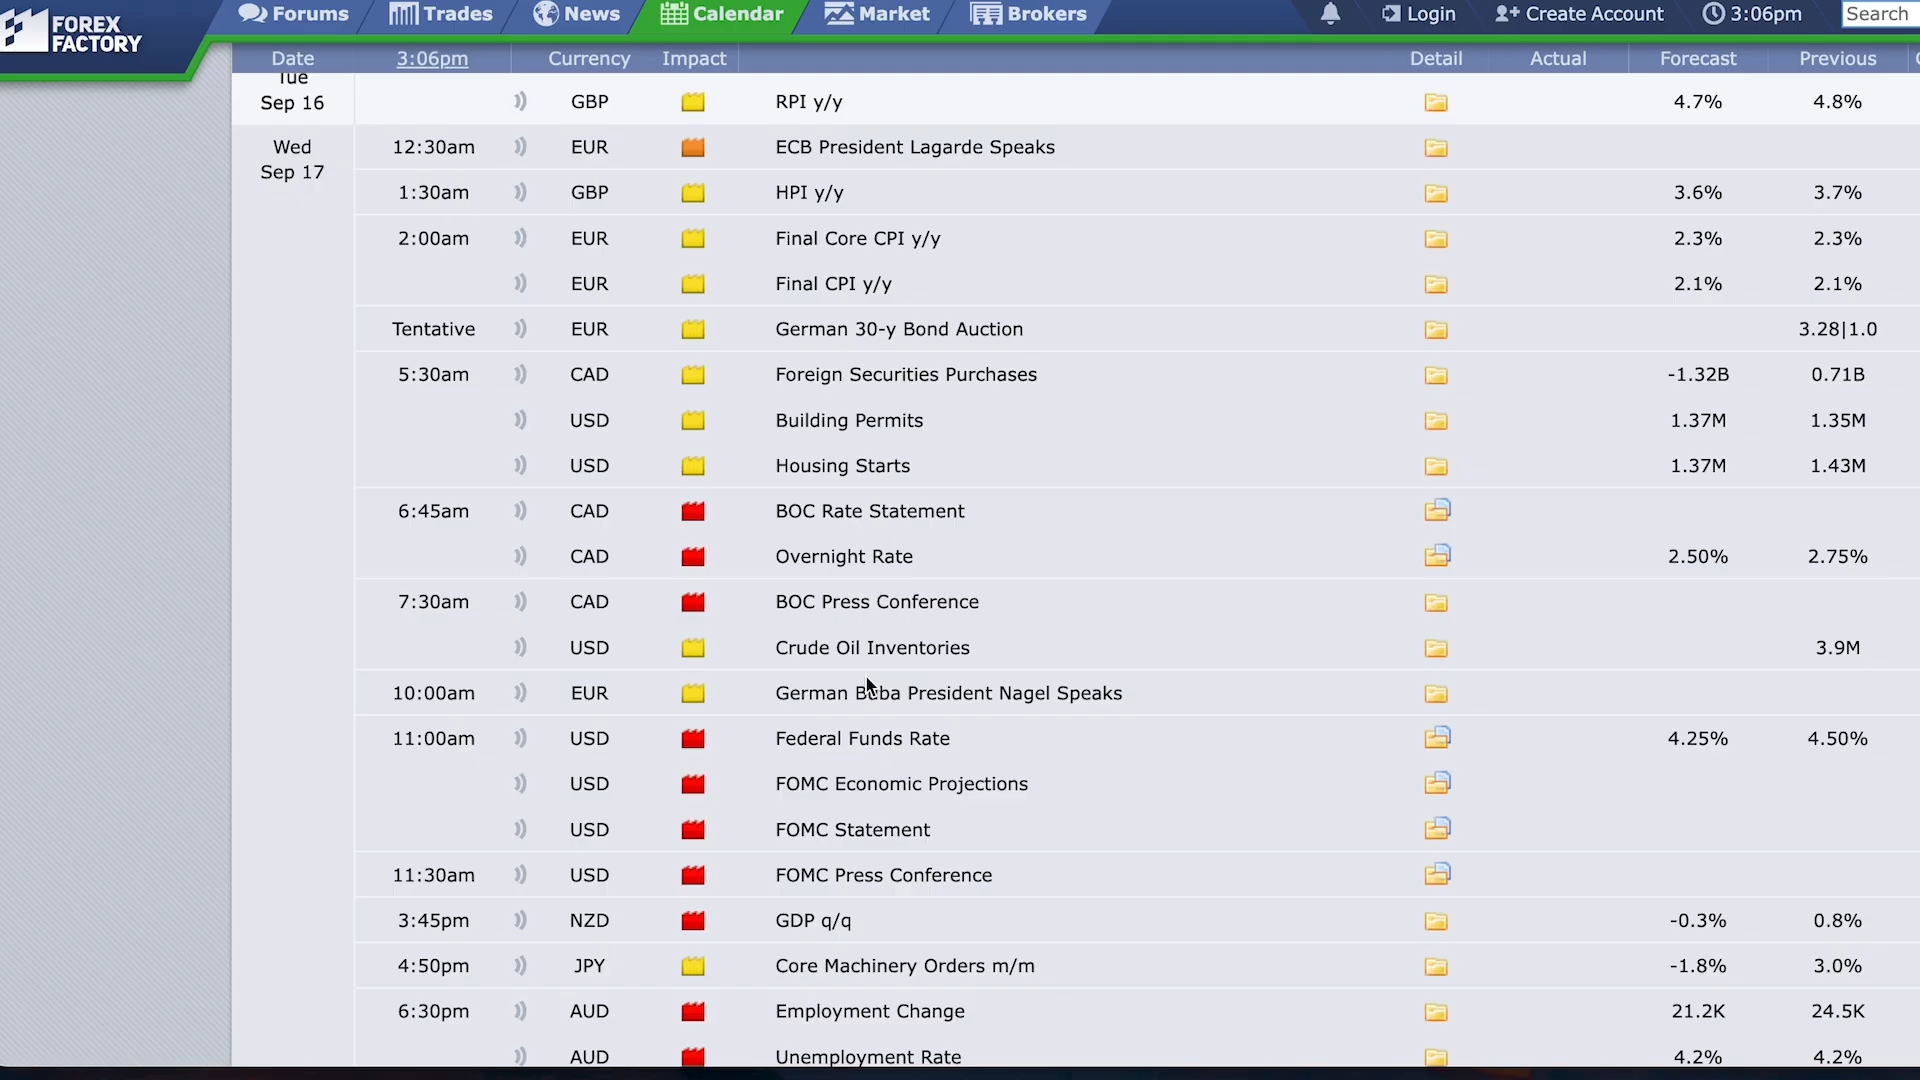 FOREX
FACTORY
Forums Trades News Calendar Market Brokers Login Create Account 3:06pm Search
Date 3:06pm Currency Impact Detail Actual Forecast Previous
Tue
Sep 16 GBP RPI y/y 4.7% 4.8%
Wed
Sep 17
12:30am EUR ECB President Lagarde Speaks
1:30am GBP HPI y/y 3.6% 3.7%
2:00am EUR Final Core CPI y/y 2.3% 2.3%
EUR Final CPI y/y 2.1% 2.1%
Tentative EUR German 30-y Bond Auction 3.28|1.0
5:30am CAD Foreign Securities Purchases -1.32B 0.71B
USD Building Permits 1.37M 1.35M
USD Housing Starts 1.37M 1.43M
6:45am CAD BOC Rate Statement
CAD Overnight Rate 2.50% 2.75%
7:30am CAD BOC Press Conference
USD Crude Oil Inventories 3.9M
10:00am EUR German Buba President Nagel Speaks
11:00am USD Federal Funds Rate 4.25% 4.50%
USD FOMC Economic Projections
USD FOMC Statement
11:30am USD FOMC Press Conference
3:45pm NZD GDP q/q -0.3% 0.8%
4:50pm JPY Core Machinery Orders m/m -1.8% 3.0%
6:30pm AUD Employment Change 21.2K 24.5K
AUD Unemployment Rate 4.2% 4.2%